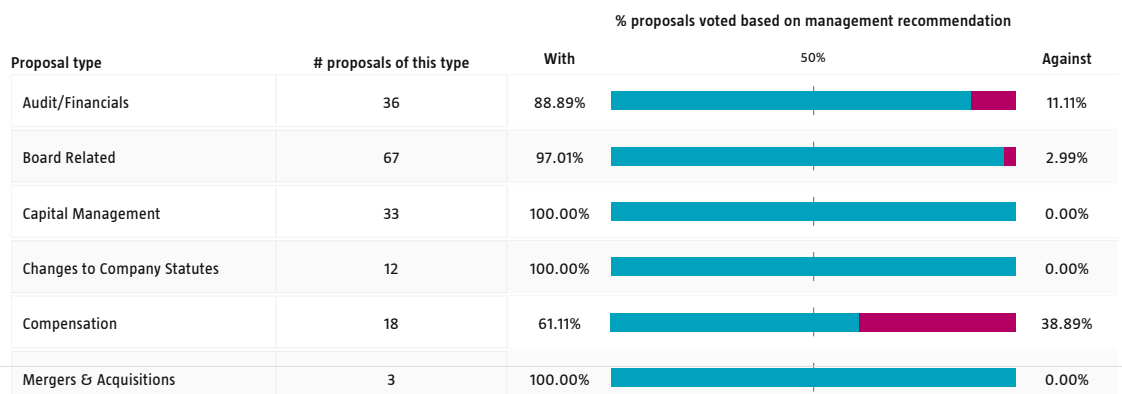 % proposals voted based on management recommendation
Proposal type # proposals of this type With 50% Against
Audit/Financials 36 88.89% 11.11%
Board Related 67 97.01% 2.99%
Capital Management 33 100.00% 0.00%
Changes to Company Statutes 12 100.00% 0.00%
Compensation 18 61.11% 38.89%
Mergers & Acquisitions 3 100.00% 0.00%